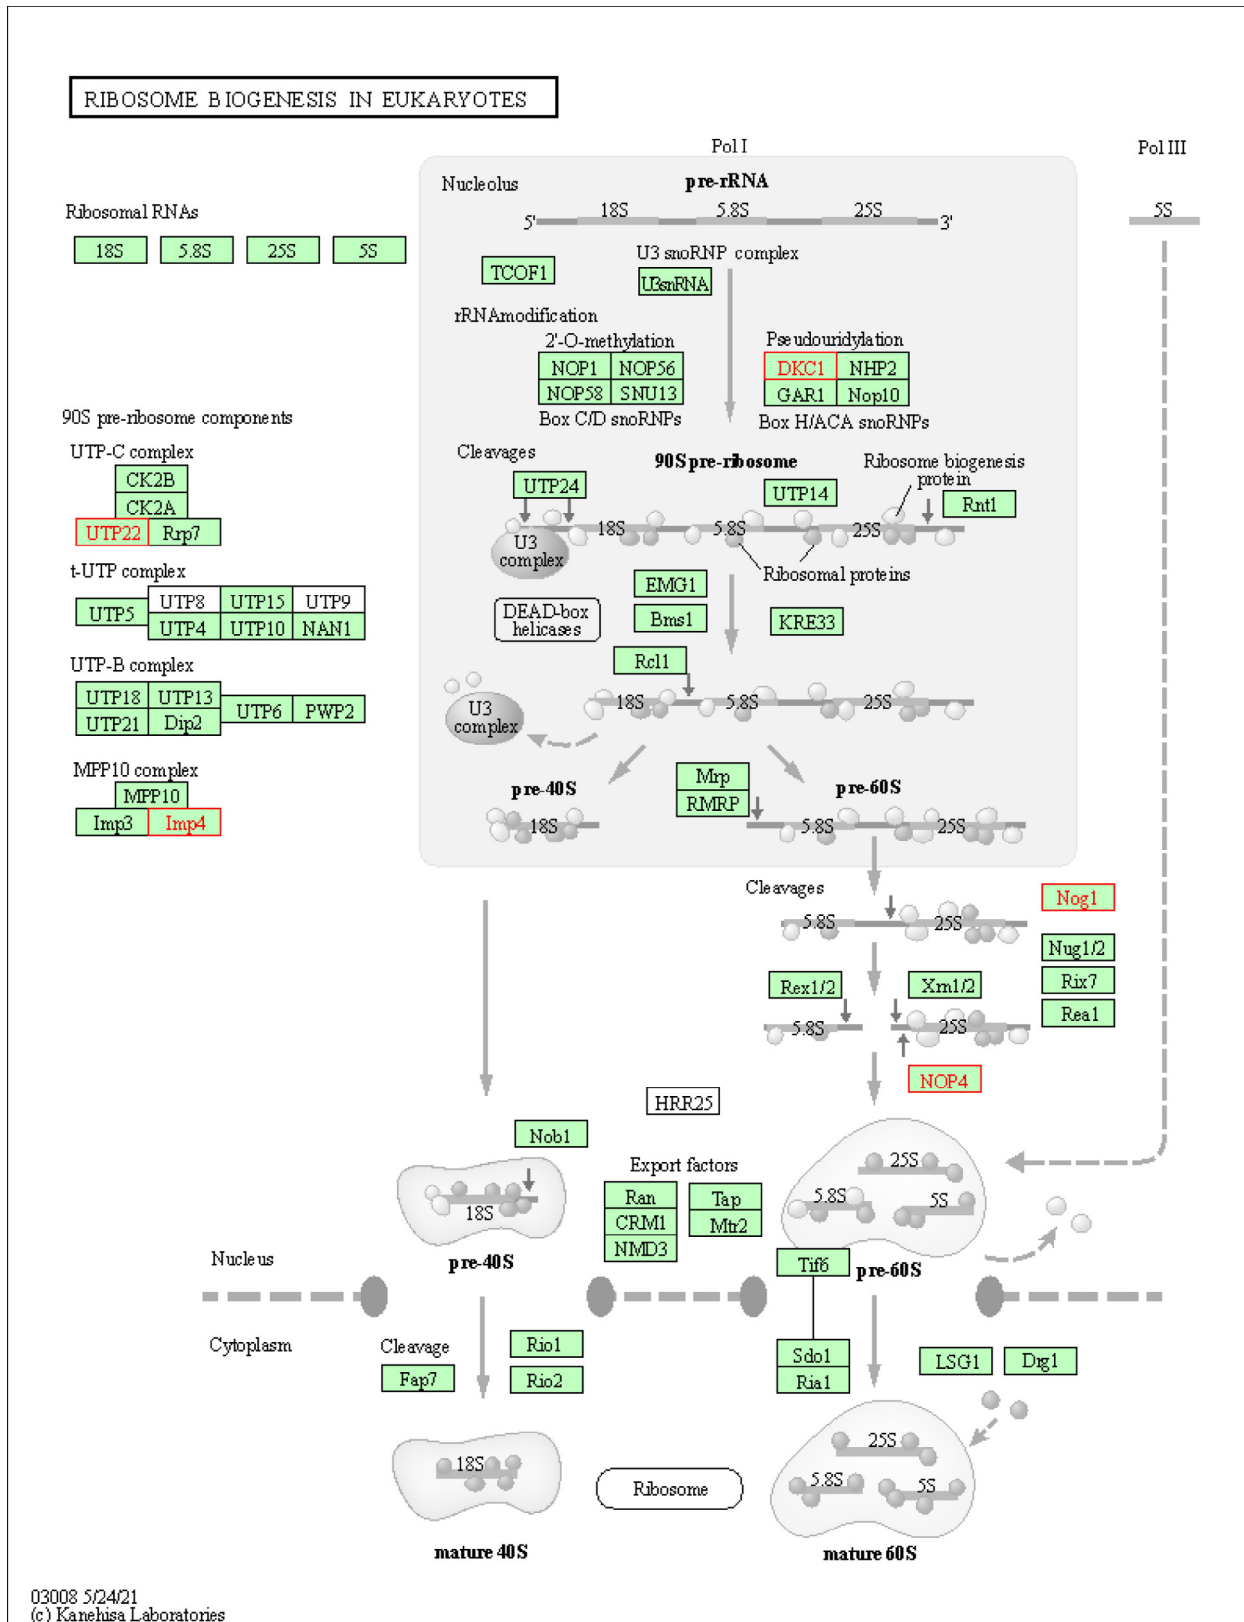 RIBOSOME BIOGENESIS IN EUKARYOTES
Pol I
Pol III
Nucleolus
pre-rRNA
5'
18S
5.8S
25S
3'
5S
Ribosomal RNAs
18S
5.8S
25S
5S
TCOF1
U3 snoRNP complex
U3snRNA
rRNAmodification
2'-O-methylation
NOP1
NOP56
NOP58
SNU13
Box C/D snoRNPs
Pseudouridylation
DKC1
NHP2
GAR1
Nop10
Box H/ACA snoRNPs
90S pre-ribosome components
UTP-C complex
CK2B
CK2A
UTP22
Rrp7
t-UTP complex
UTP5
UTP8
UTP15
UTP9
UTP4
UTP10
NAN1
UTP-B complex
UTP18
UTP13
UTP21
Dip2
UTP6
PWP2
MPP10 complex
MPP10
Imp3
Imp4
Cleavages
90S pre-ribosome
Ribosome biogenesis
protein
UTP24
UTP14
Rnt1
18S
5.8S
25S
U3
complex
Ribosomal proteins
EMG1
DEAD-box
helicases
Bms1
KRE33
Rcl1
18S
5.8S
25S
U3
complex
pre-40S
Mrp
RMRP
pre-60S
18S
5.8S
25S
Cleavages
Nog1
5.8S
25S
Nug1/2
Rix7
Rea1
Rex1/2
Xrn1/2
5.8S
25S
NOP4
HRR25
Nob1
18S
pre-40S
Export factors
Ran
CRM1
NMD3
Tap
Mtr2
25S
5.8S
5S
Tif6
pre-60S
Nucleus
Cytoplasm
Cleavage
Fap7
Rio1
Rio2
Sdo1
Ria1
LSG1
Drg1
18S
mature 40S
Ribosome
25S
5.8S
5S
mature 60S
03008 5/24/21
(c) Kanehisa Laboratories